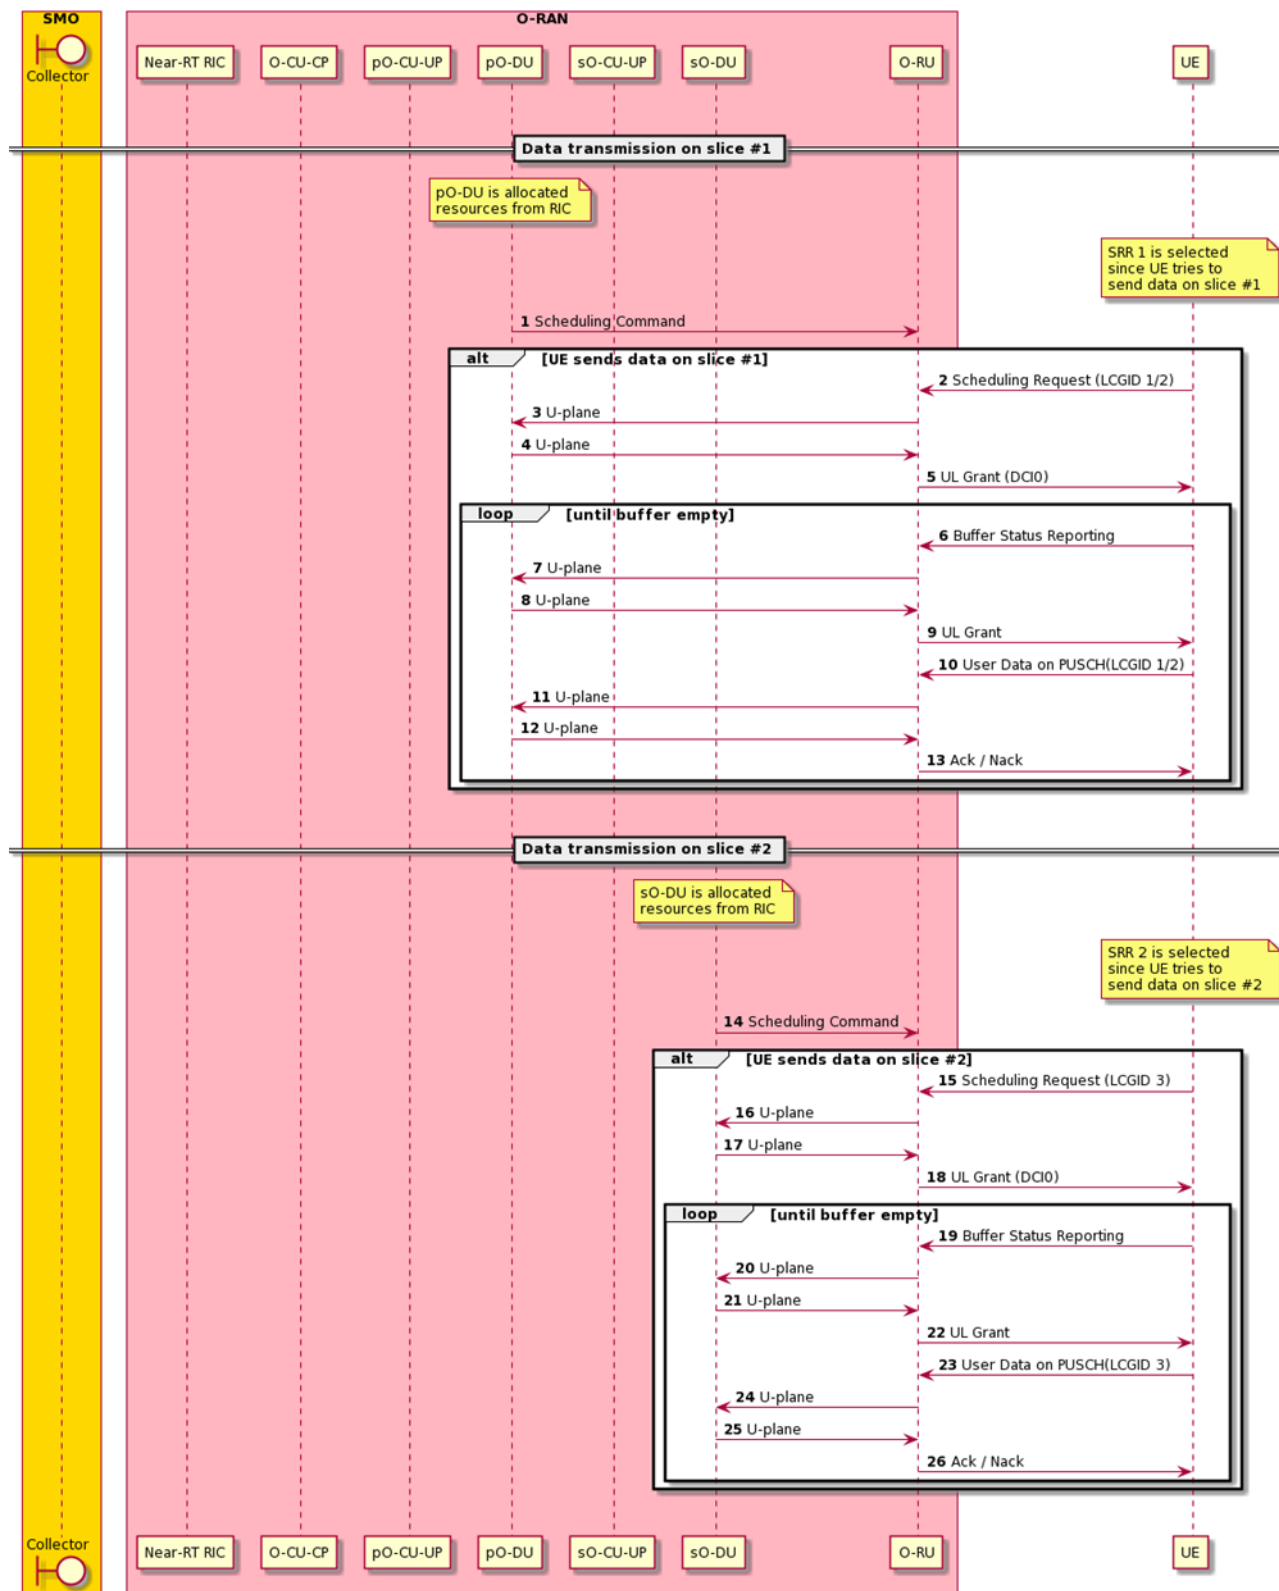 SMO
O-RAN
Collector
Near-RT RIC
O-CU-CP
pO-CU-UP
pO-DU
sO-CU-UP
sO-DU
O-RU
UE
Data transmission on slice #1
pO-DU is allocated
resources from RIC
SRR 1 is selected
since UE tries to
send data on slice #1
1 Scheduling Command
alt [UE sends data on slice #1]
2 Scheduling Request (LCGID 1/2)
3 U-plane
4 U-plane
5 UL Grant (DCI0)
loop [until buffer empty]
6 Buffer Status Reporting
7 U-plane
8 U-plane
9 UL Grant
10 User Data on PUSCH(LCGID 1/2)
11 U-plane
12 U-plane
13 Ack / Nack
Data transmission on slice #2
sO-DU is allocated
resources from RIC
SRR 2 is selected
since UE tries to
send data on slice #2
14 Scheduling Command
alt [UE sends data on slice #2]
15 Scheduling Request (LCGID 3)
16 U-plane
17 U-plane
18 UL Grant (DCI0)
loop [until buffer empty]
19 Buffer Status Reporting
20 U-plane
21 U-plane
22 UL Grant
23 User Data on PUSCH(LCGID 3)
24 U-plane
25 U-plane
26 Ack / Nack
Collector
Near-RT RIC
O-CU-CP
pO-CU-UP
pO-DU
sO-CU-UP
sO-DU
O-RU
UE